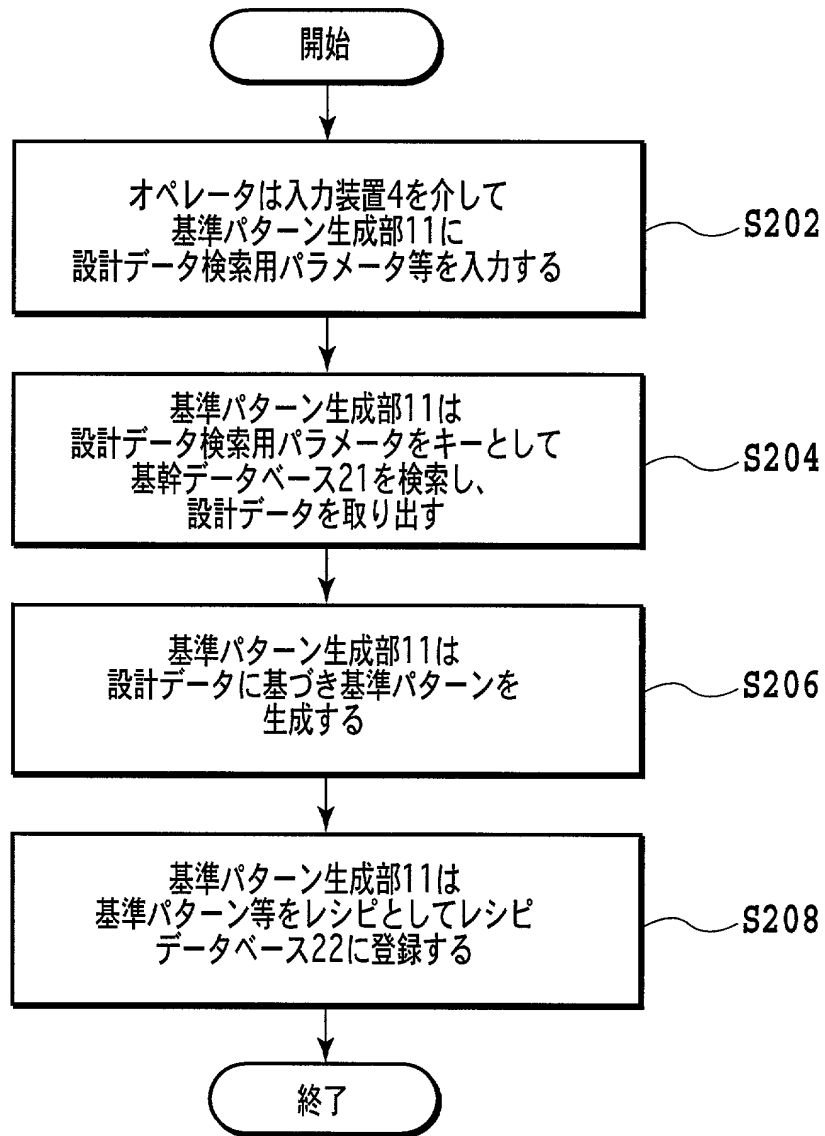 開始
オペレータは入力装置4を介して
基準パターン生成部11に
設計データ検索用パラメータ等を入力する
S202
基準パターン生成部11は
設計データ検索用パラメータをキーとして
基幹データベース21を検索し、
設計データを取り出す
S204
基準パターン生成部11は
設計データに基づき基準パターンを
生成する
S206
基準パターン生成部11は
基準パターン等をレシピとしてレシピ
データベース22に登録する
S208
終了